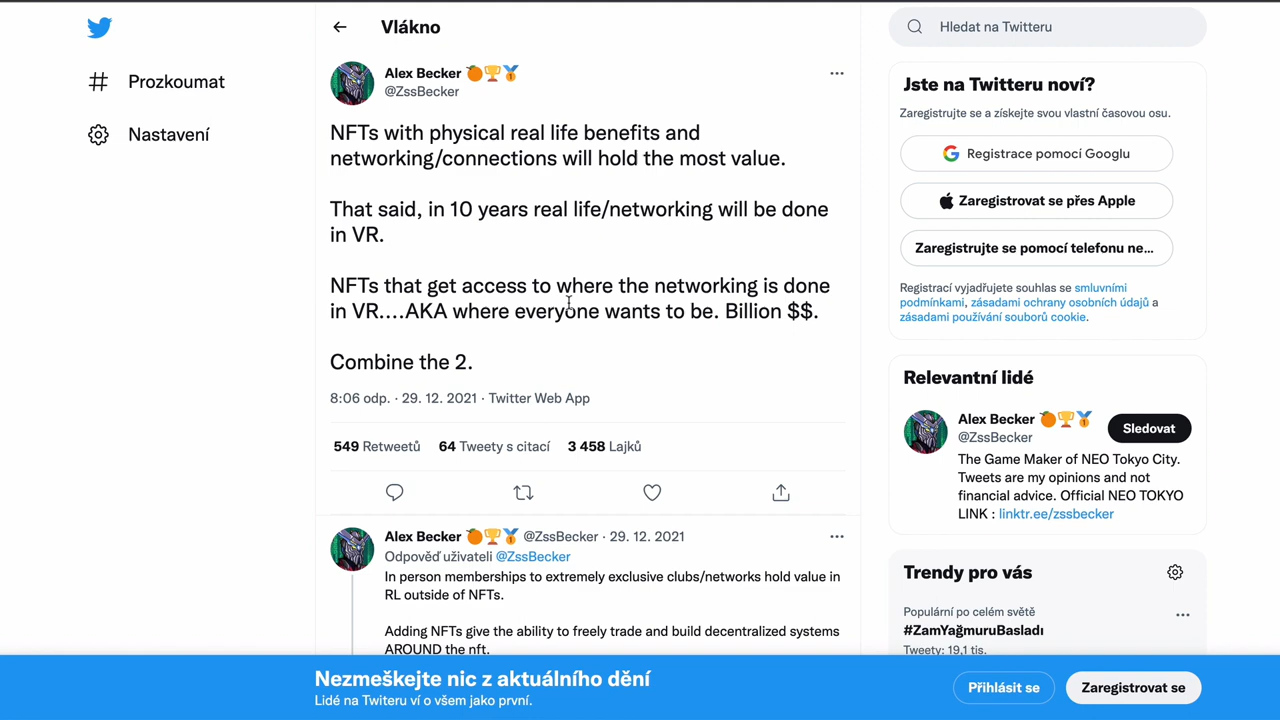 Prozkoumat
Nastavení
Vlákno
Alex Becker
@ZssBecker
NFTs with physical real life benefits and
networking/connections will hold the most value.
That said, in 10 years real life/networking will be done
in VR.
NFTs that get access to where the networking is done
in VR....AKA where everyone wants to be. Billion $$.
Combine the 2.
8:06 odp. · 29. 12. 2021 · Twitter Web App
549 Retweetů 64 Tweety s citací 3 458 Lajků
Alex Becker @ZssBecker · 29. 12. 2021
Odpověď uživateli @ZssBecker
In person memberships to extremely exclusive clubs/networks hold value in
RL outside of NFTs.
Adding NFTs give the ability to freely trade and build decentralized systems
AROUND the nft.
Hledat na Twitteru
Jste na Twitteru noví?
Zaregistrujte se a získejte svou vlastní časovou osu.
Registrace pomocí Googlu
Zaregistrovat se přes Apple
Zaregistrujte se pomocí telefonu ne...
Registrací vyjadřujete souhlas se smluvními
podmínkami, zásadami ochrany osobních údajů a
zásadami používání souborů cookie.
Relevantní lidé
Alex Becker
@ZssBecker
Sledovat
The Game Maker of NEO Tokyo City.
Tweets are my opinions and not
financial advice. Official NEO TOKYO
LINK : linktr.ee/zssbecker
Trendy pro vás
Populární po celém světě
#ZamYağmuruBasladı
Tweety: 19,1 tis.
Nezmeškejte nic z aktuálního dění
Lidé na Twiteru ví o všem jako první.
Přihlásit se
Zaregistrovat se